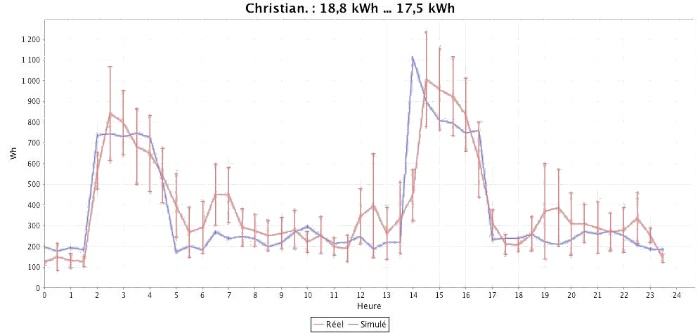 Christian. : 18,8 kWh ... 17,5 kWh
1 200
1 100
1 000
900
800
700
600
500
400
300
200
100
0
Wh
0 1 2 3 4 5 6 7 8 9 10 11 12 13 14 15 16 17 18 19 20 21 22 23 24
Heure
Réel Simulé